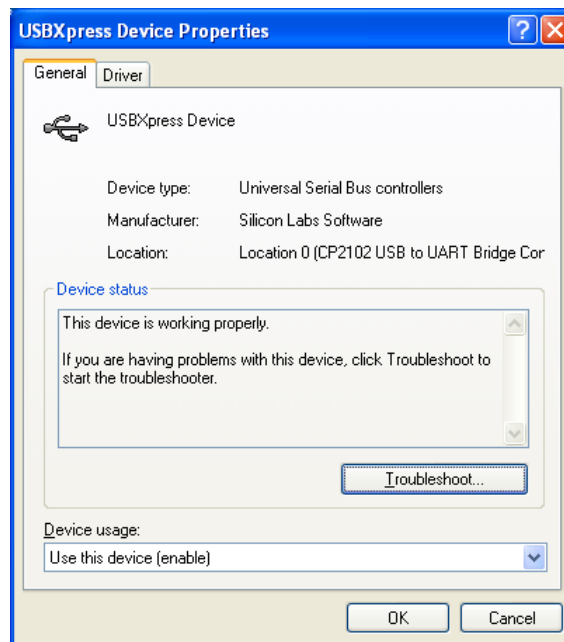 USBXpress Device Properties
General
Driver
USBXpress Device
Device type: Universal Serial Bus controllers
Manufacturer: Silicon Labs Software
Location: Location 0 (CP2102 USB to UART Bridge Cor
Device status
This device is working properly.
If you are having problems with this device, click Troubleshoot to
start the troubleshooter.
Troubleshoot...
Device usage:
Use this device (enable)
OK
Cancel